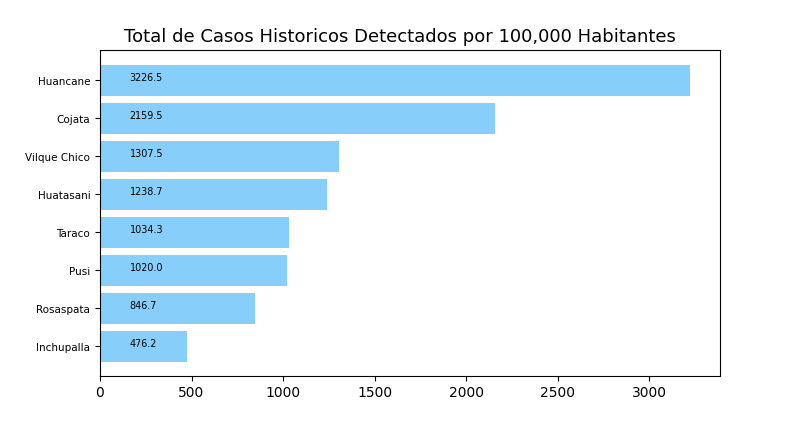 Total de Casos Historicos Detectados por 100,000 Habitantes
Huancane 3226.5
Cojata 2159.5
Vilque Chico 1307.5
Huatasani 1238.7
Taraco 1034.3
Pusi 1020.0
Rosaspata 846.7
Inchupalla 476.2
0 500 1000 1500 2000 2500 3000